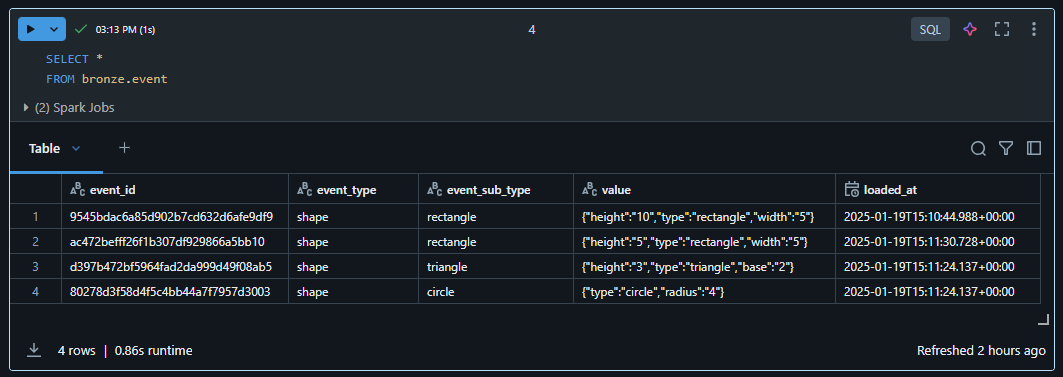 03:13 PM (1s) 4 SQL
SELECT *
FROM bronze.event
(2) Spark Jobs
Table +
event_id event_type event_sub_type value loaded_at
1 9545bdac6a85d902b7cd632d6afe9df9 shape rectangle {"height":"10","type":"rectangle","width":"5"} 2025-01-19T15:10:44.988+00:00
2 ac472befff26f1b307df929866a5bb10 shape rectangle {"height":"5","type":"rectangle","width":"5"} 2025-01-19T15:11:30.728+00:00
3 d397b472bf5964fad2da999d49f08ab5 shape triangle {"height":"3","type":"triangle","base":"2"} 2025-01-19T15:11:24.137+00:00
4 80278d3f58d4f5c4bb44a7f7957d3003 shape circle {"type":"circle","radius":"4"} 2025-01-19T15:11:24.137+00:00
4 rows | 0.86s runtime Refreshed 2 hours ago